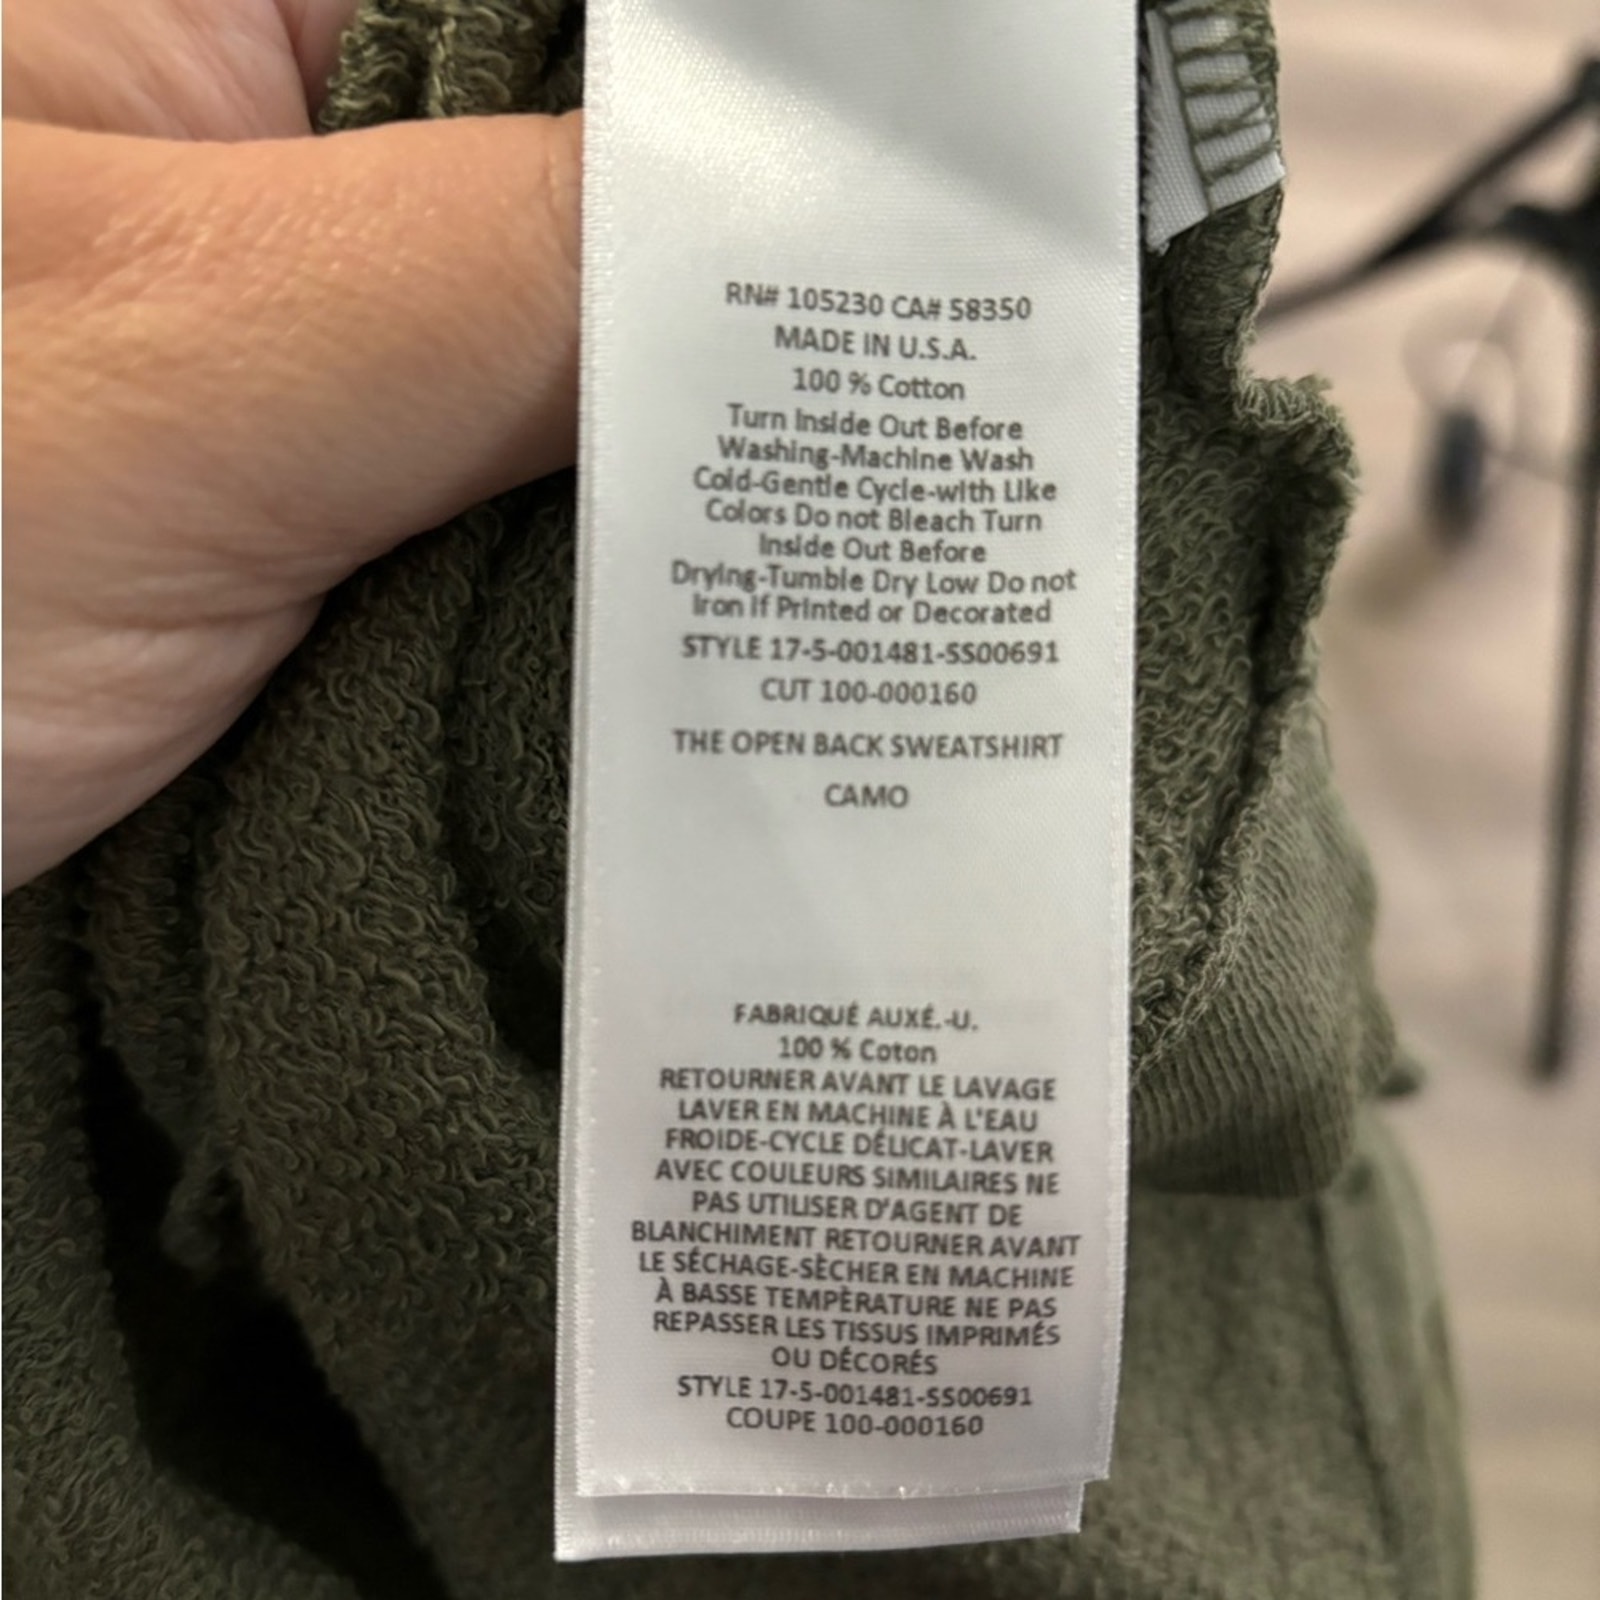 RN# 105230 CA# 58350
MADE IN U.S.A.
100 % Cotton
Turn Inside Out Before
Washing-Machine Wash
Cold-Gentle Cycle-with Like
Colors Do not Bleach Turn
Inside Out Before
Drying-Tumble Dry Low Do not
Iron if Printed or Decorated
STYLE 17-5-001481-SS00691
CUT 100-000160
THE OPEN BACK SWEATSHIRT
CAMO
FABRIQUÉ AUXÉ.-U.
100 % Coton
RETOURNER AVANT LE LAVAGE
LAVER EN MACHINE À L'EAU
FROIDE-CYCLE DÉLICAT-LAVER
AVEC COULEURS SIMILAIRES NE
PAS UTILISER D'AGENT DE
BLANCHIMENT RETOURNER AVANT
LE SÉCHAGE-SÈCHER EN MACHINE
À BASSE TEMPÈRATURE NE PAS
REPASSER LES TISSUS IMPRIMÉS
OU DÉCORÉS
STYLE 17-5-001481-SS00691
COUPE 100-000160